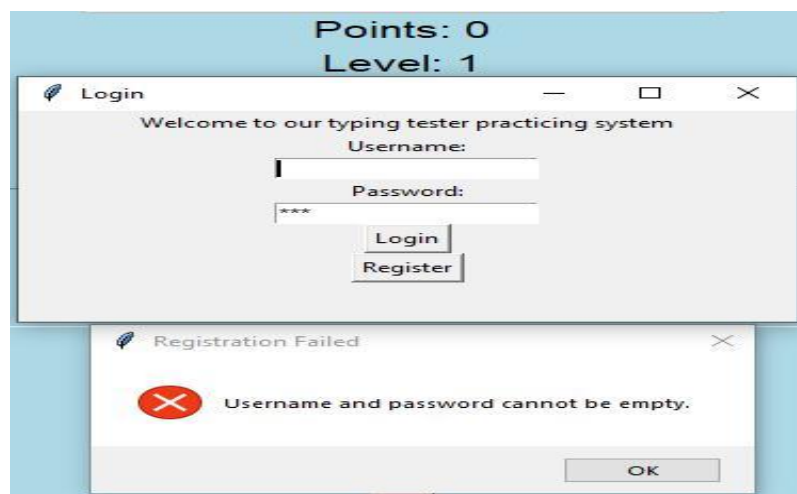 Points: 0
Level: 1
Login
Welcome to our typing tester practicing system
Username:
Password:
***
Login
Register
Registration Failed
Username and password cannot be empty.
OK